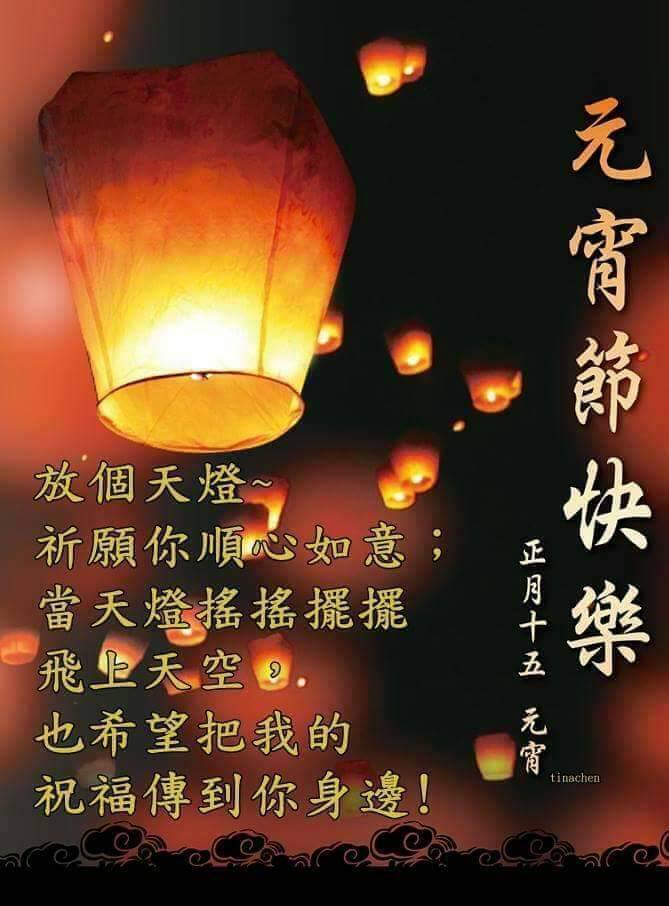 元宵節快樂
正月十五 元宵
tinachen
放個天燈~
祈願你順心如意；
當天燈搖搖擺擺
飛上天空，
也希望把我的
祝福傳到你身邊!